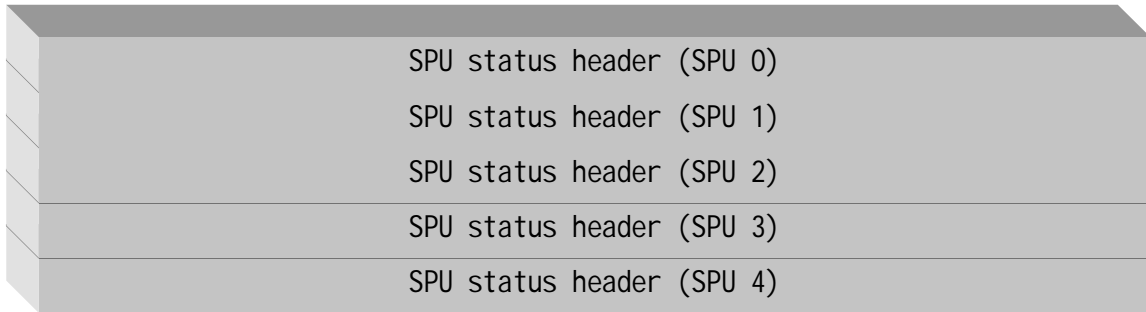 SPU status header (SPU 0)
SPU status header (SPU 1)
SPU status header (SPU 2)
SPU status header (SPU 3)
SPU status header (SPU 4)